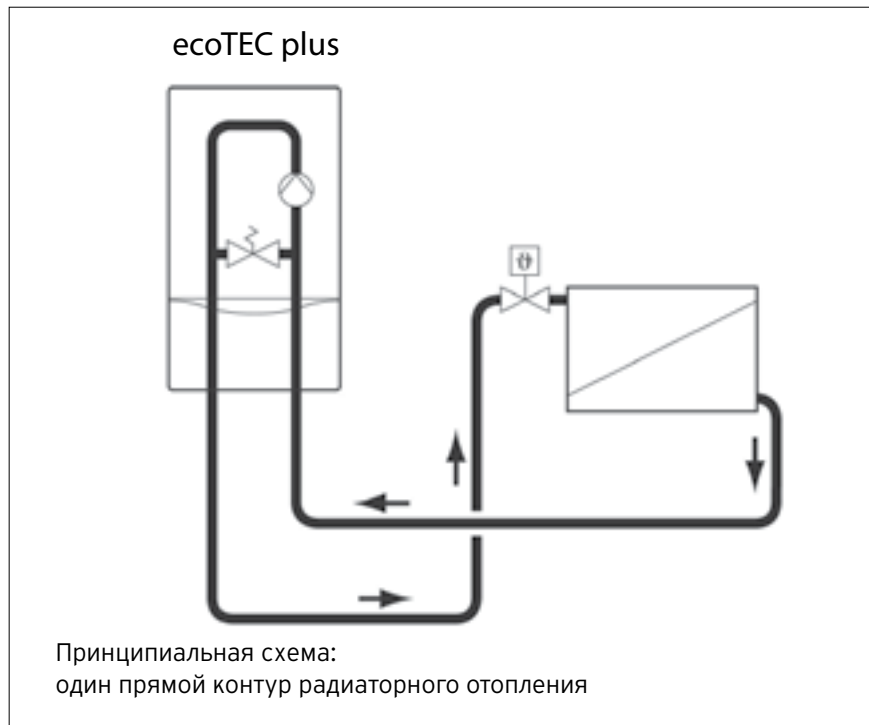 ecoTEC plus
ϑ
Принципиальная схема:
один прямой контур радиаторного отопления